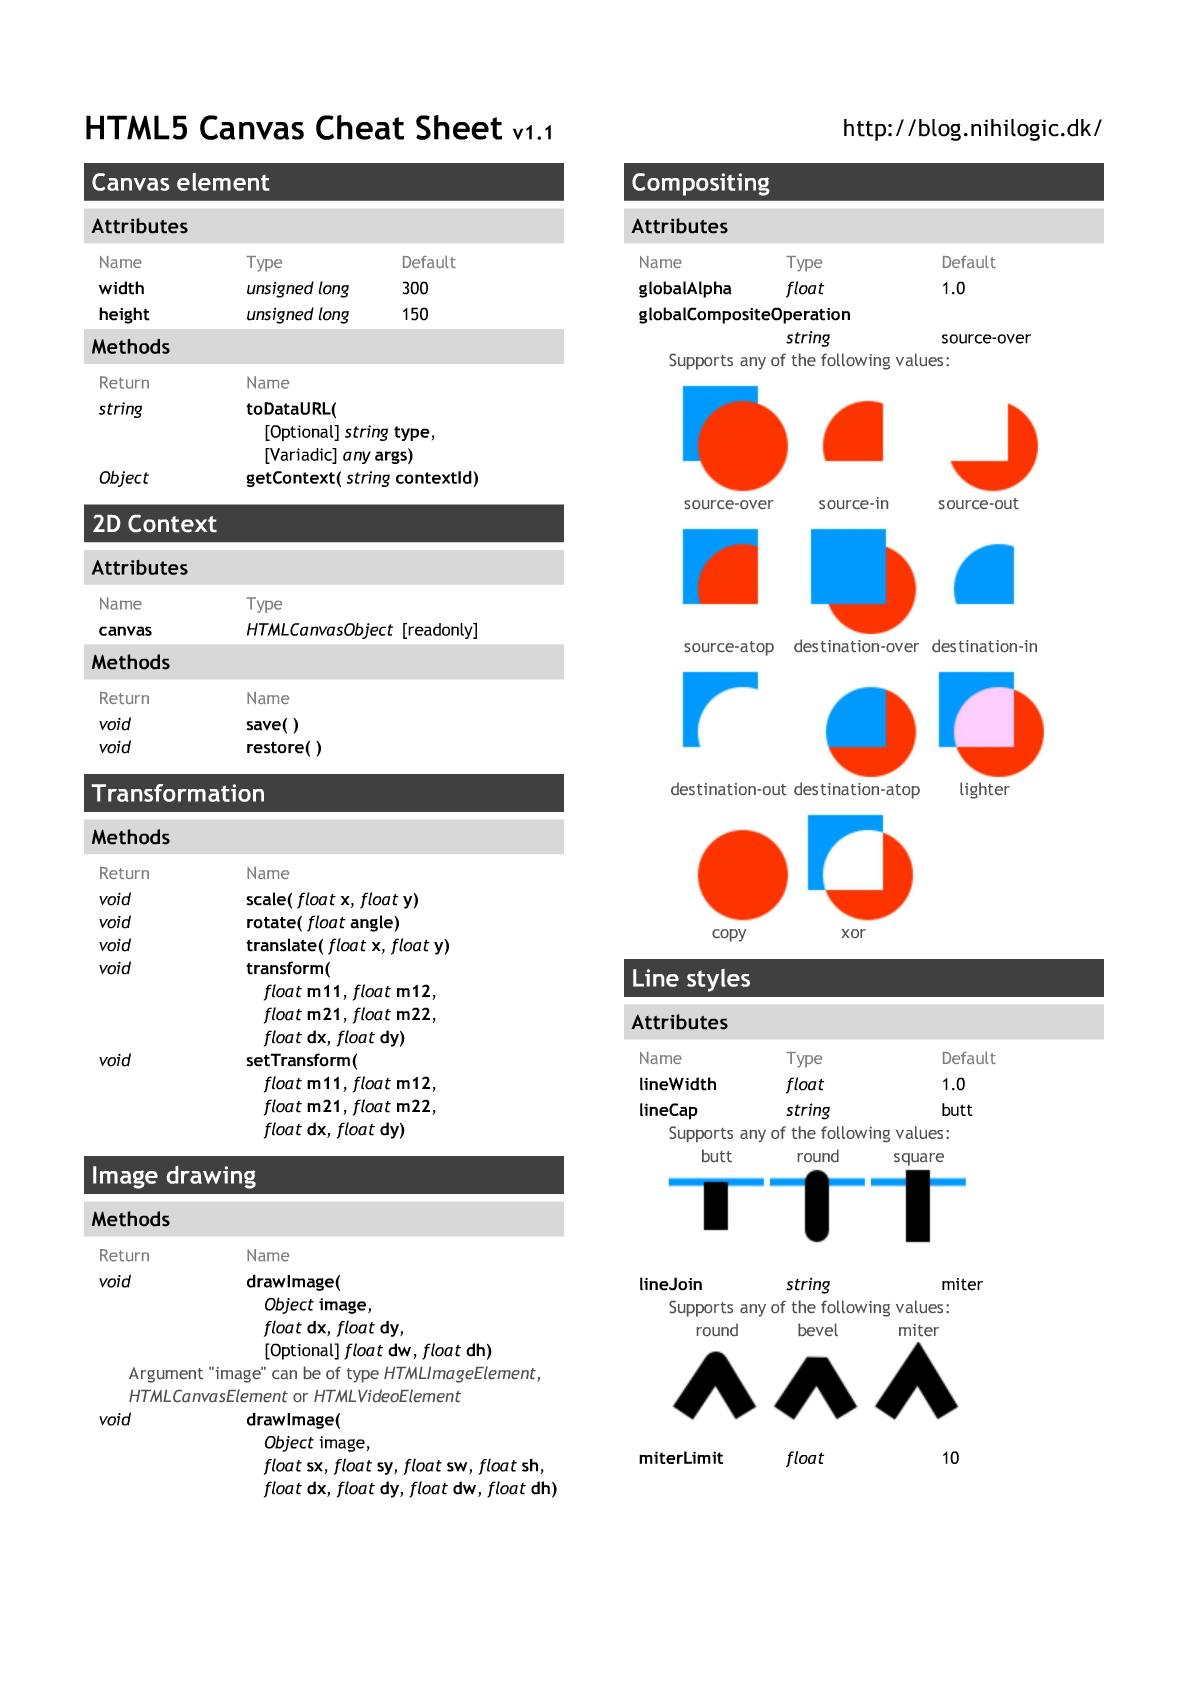 HTML5 Canvas Cheat Sheet v1.1
http://blog.nihilogic.dk/
Canvas element
Attributes
Name Type Default
width unsigned long 300
height unsigned long 150
Methods
Return Name
string toDataURL(
[Optional] string type,
[Variadic] any args)
Object getContext( string contextId)
2D Context
Attributes
Name Type
canvas HTMLCanvasObject [readonly]
Methods
Return Name
void save( )
void restore( )
Transformation
Methods
Return Name
void scale( float x, float y)
void rotate( float angle)
void translate( float x, float y)
void transform(
float m11, float m12,
float m21, float m22,
float dx, float dy)
void setTransform(
float m11, float m12,
float m21, float m22,
float dx, float dy)
Image drawing
Methods
Return Name
void drawImage(
Object image,
float dx, float dy,
[Optional] float dw, float dh)
Argument "image" can be of type HTMLImageElement,
HTMLCanvasElement or HTMLVideoElement
void drawImage(
Object image,
float sx, float sy, float sw, float sh,
float dx, float dy, float dw, float dh)
Compositing
Attributes
Name Type Default
globalAlpha float 1.0
globalCompositeOperation
string source-over
Supports any of the following values:
source-over source-in source-out
source-atop destination-over destination-in
destination-out destination-atop lighter
copy xor
Line styles
Attributes
Name Type Default
lineWidth float 1.0
lineCap string butt
Supports any of the following values:
butt round square
lineJoin string miter
Supports any of the following values:
round bevel miter
miterLimit float 10